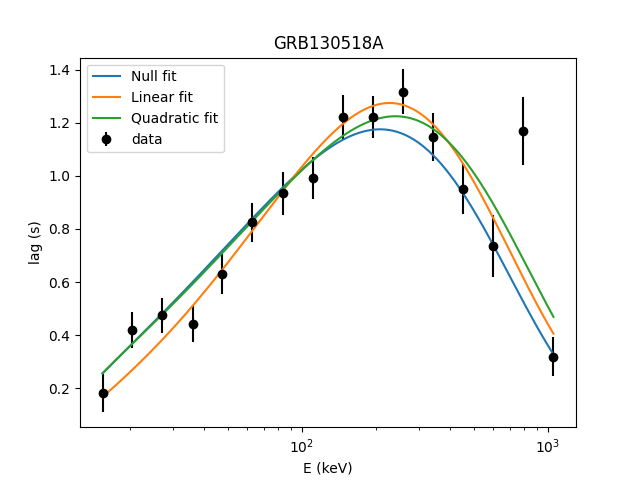 GRB130518A
Null fit
Linear fit
Quadratic fit
data
lag (s)
1.4
1.2
1.0
0.8
0.6
0.4
0.2
10²
10³
E (keV)